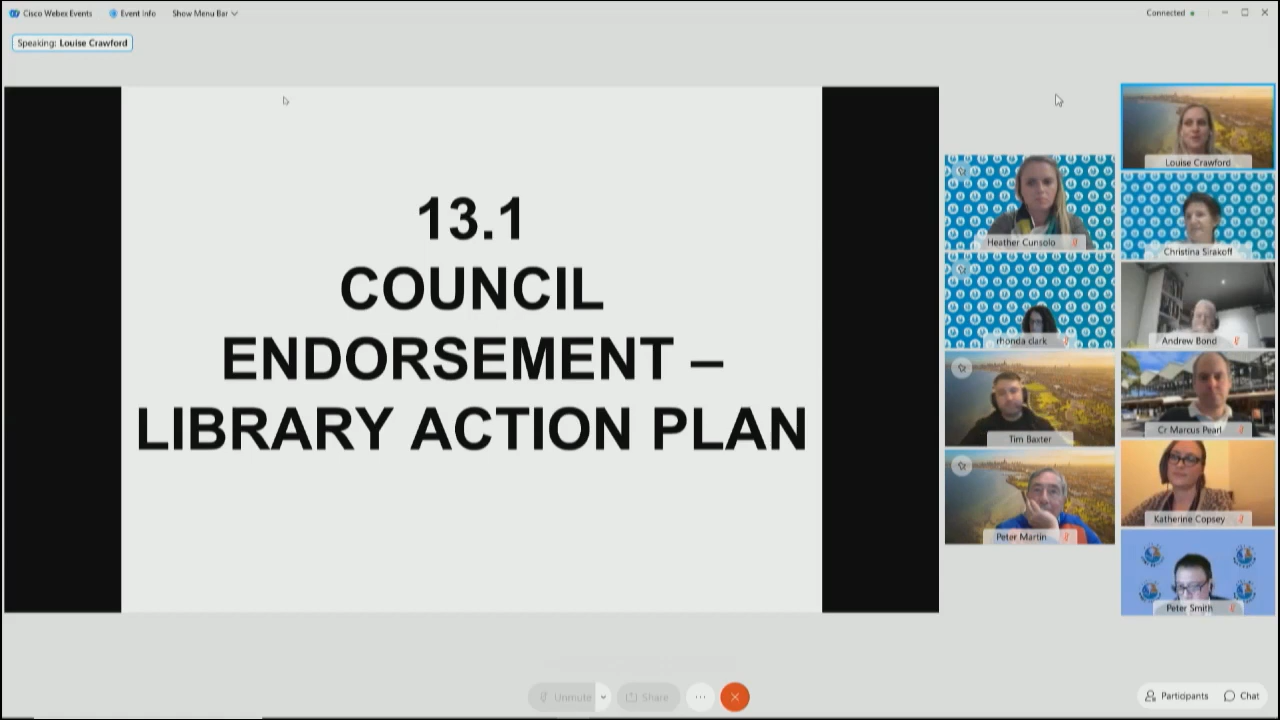 Cisco Webex Events
Event Info
Show Menu Bar
Connected
Speaking: Louise Crawford
13.1
COUNCIL
ENDORSEMENT –
LIBRARY ACTION PLAN
Louise Crawford
Heather Cunsolo
Christina Sirakoff
rhonda clark
Andrew Bond
Tim Baxter
Cr Marcus Pearl
Peter Martin
Katherine Copsey
Peter Smith
Unmute
Share
Participants
Chat